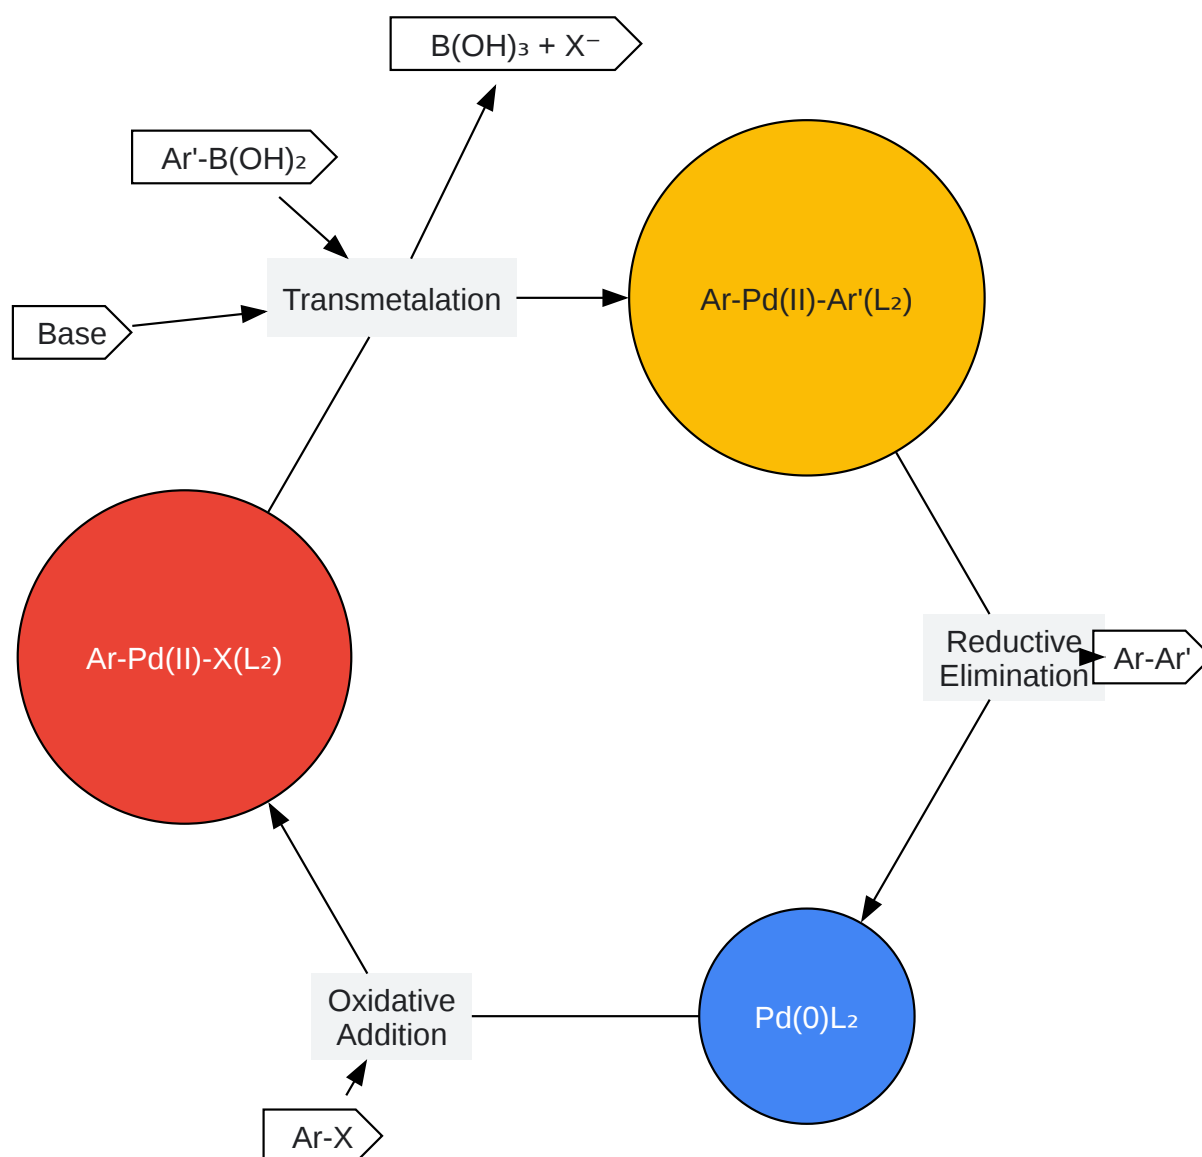 B(OH)₃ + X⁻
Ar'-B(OH)₂
Transmetalation
Ar-Pd(II)-Ar'(L₂)
Base
Ar-Pd(II)-X(L₂)
Reductive
Elimination
Ar-Ar'
Oxidative
Addition
Pd(0)L₂
Ar-X